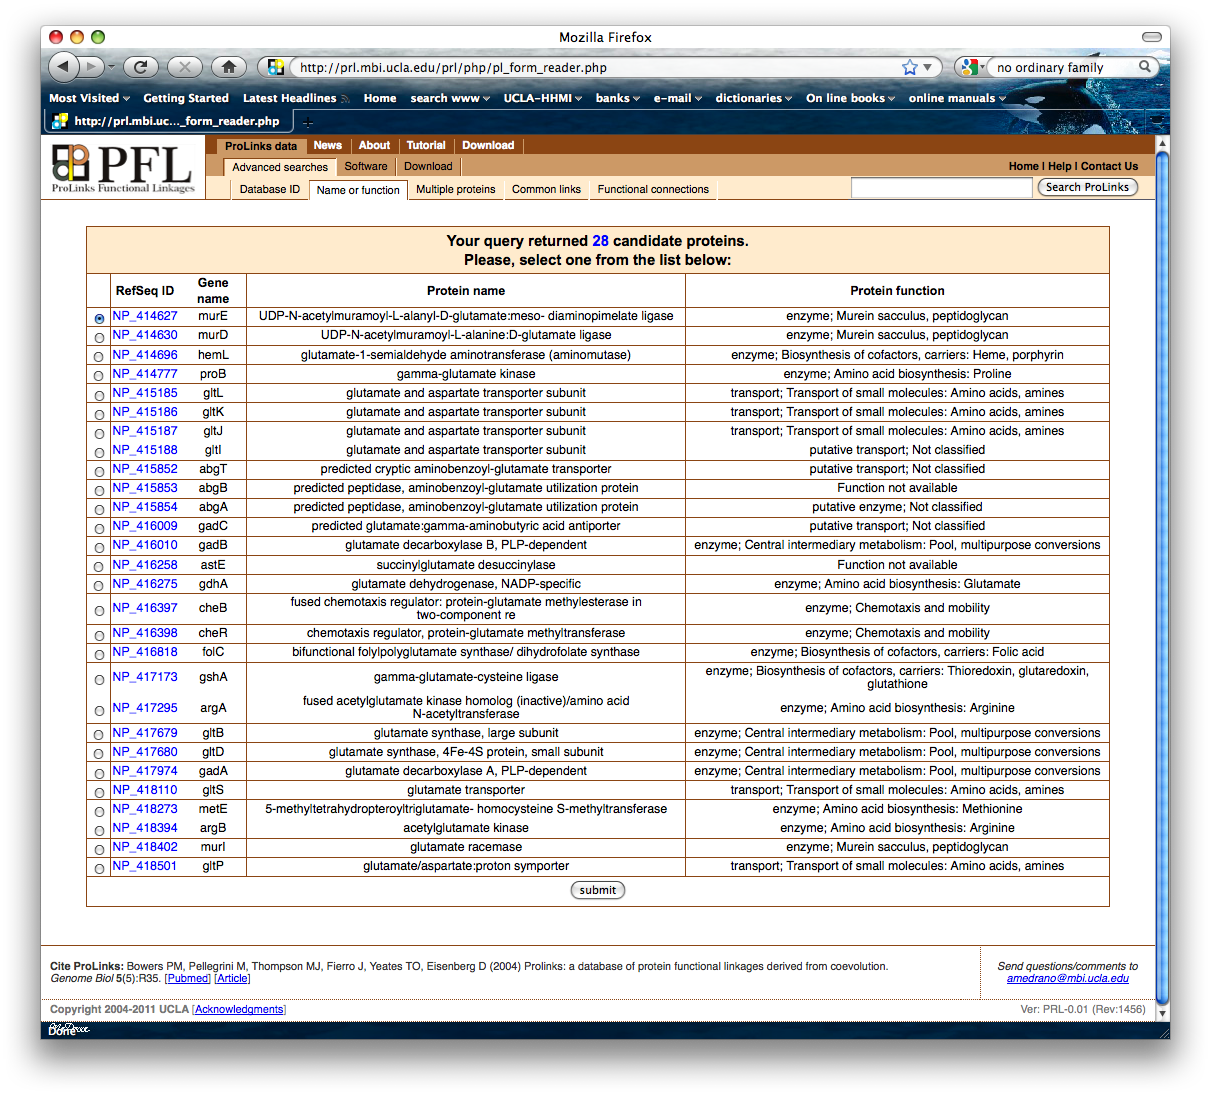 Mozilla Firefox
http://prl.mbi.ucla.edu/prl/php/pl_form_reader.php
no ordinary family
Most Visited Getting Started Latest Headlines Home search www UCLA-HHMI banks e-mail dictionaries On line books online manuals
http://prl.mbi.uc..._form_reader.php
PFL
ProLinks Functional Linkages
ProLinks data News About Tutorial Download
Advanced searches Software Download
Home | Help | Contact Us
Database ID Name or function Multiple proteins Common links Functional connections
Search ProLinks
Your query returned 28 candidate proteins.
Please, select one from the list below:
RefSeq ID Gene name Protein name Protein function
NP_414627 murE UDP-N-acetylmuramoyl-L-alanyl-D-glutamate:meso- diaminopimelate ligase enzyme; Murein sacculus, peptidoglycan
NP_414630 murD UDP-N-acetylmuramoyl-L-alanine:D-glutamate ligase enzyme; Murein sacculus, peptidoglycan
NP_414696 hemL glutamate-1-semialdehyde aminotransferase (aminomutase) enzyme; Biosynthesis of cofactors, carriers: Heme, porphyrin
NP_414777 proB gamma-glutamate kinase enzyme; Amino acid biosynthesis: Proline
NP_415185 gltL glutamate and aspartate transporter subunit transport; Transport of small molecules: Amino acids, amines
NP_415186 gltK glutamate and aspartate transporter subunit transport; Transport of small molecules: Amino acids, amines
NP_415187 gltJ glutamate and aspartate transporter subunit transport; Transport of small molecules: Amino acids, amines
NP_415188 gltI glutamate and aspartate transporter subunit putative transport; Not classified
NP_415852 abgT predicted cryptic aminobenzoyl-glutamate transporter putative transport; Not classified
NP_415853 abgB predicted peptidase, aminobenzoyl-glutamate utilization protein Function not available
NP_415854 abgA predicted peptidase, aminobenzoyl-glutamate utilization protein putative enzyme; Not classified
NP_416009 gadC predicted glutamate:gamma-aminobutyric acid antiporter putative transport; Not classified
NP_416010 gadB glutamate decarboxylase B, PLP-dependent enzyme; Central intermediary metabolism: Pool, multipurpose conversions
NP_416258 astE succinylglutamate desuccinylase Function not available
NP_416275 gdhA glutamate dehydrogenase, NADP-specific enzyme; Amino acid biosynthesis: Glutamate
NP_416397 cheB fused chemotaxis regulator: protein-glutamate methylesterase in two-component re enzyme; Chemotaxis and mobility
NP_416398 cheR chemotaxis regulator, protein-glutamate methyltransferase enzyme; Chemotaxis and mobility
NP_416818 folC bifunctional folylpolyglutamate synthase/ dihydrofolate synthase enzyme; Biosynthesis of cofactors, carriers: Folic acid
NP_417173 gshA gamma-glutamate-cysteine ligase enzyme; Biosynthesis of cofactors, carriers: Thioredoxin, glutaredoxin, glutathione
NP_417295 argA fused acetylglutamate kinase homolog (inactive)/amino acid N-acetyltransferase enzyme; Amino acid biosynthesis: Arginine
NP_417679 gltB glutamate synthase, large subunit enzyme; Central intermediary metabolism: Pool, multipurpose conversions
NP_417680 gltD glutamate synthase, 4Fe-4S protein, small subunit enzyme; Central intermediary metabolism: Pool, multipurpose conversions
NP_417974 gadA glutamate decarboxylase A, PLP-dependent enzyme; Central intermediary metabolism: Pool, multipurpose conversions
NP_418110 gltS glutamate transporter transport; Transport of small molecules: Amino acids, amines
NP_418273 metE 5-methyltetrahydropteroyltriglutamate- homocysteine S-methyltransferase enzyme; Amino acid biosynthesis: Methionine
NP_418394 argB acetylglutamate kinase enzyme; Amino acid biosynthesis: Arginine
NP_418402 murI glutamate racemase enzyme; Murein sacculus, peptidoglycan
NP_418501 gltP glutamate/aspartate:proton symporter transport; Transport of small molecules: Amino acids, amines
submit
Cite ProLinks: Bowers PM, Pellegrini M, Thompson MJ, Fierro J, Yeates TO, Eisenberg D (2004) Prolinks: a database of protein functional linkages derived from coevolution.
Genome Biol 5(5):R35. [Pubmed] [Article]
Send questions/comments to
amedrano@mbi.ucla.edu
Copyright 2004-2011 UCLA [Acknowledgments]
Ver: PRL-0.01 (Rev:1456)
Done